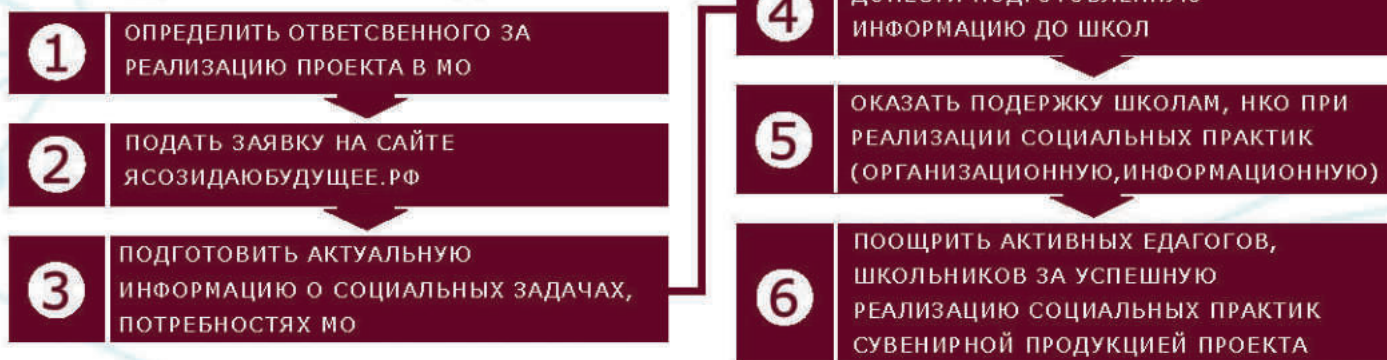 1
ОПРЕДЕЛИТЬ ОТВЕТСВЕННОГО ЗА
РЕАЛИЗАЦИЮ ПРОЕКТА В МО
2
ПОДАТЬ ЗАЯВКУ НА САЙТЕ
ЯСОЗИДАЮБУДУЩЕЕ.РФ
3
ПОДГОТОВИТЬ АКТУАЛЬНУЮ
ИНФОРМАЦИЮ О СОЦИАЛЬНЫХ ЗАДАЧАХ,
ПОТРЕБНОСТЯХ МО
4
ДОНЕСТИ ПОДГОТОВЛЕННУЮ
ИНФОРМАЦИЮ ДО ШКОЛ
5
ОКАЗАТЬ ПОДЕРЖКУ ШКОЛАМ, НКО ПРИ
РЕАЛИЗАЦИИ СОЦИАЛЬНЫХ ПРАКТИК
(ОРГАНИЗАЦИОННУЮ,ИНФОРМАЦИОННУЮ)
6
ПООЩРИТЬ АКТИВНЫХ ЕДАГОГОВ,
ШКОЛЬНИКОВ ЗА УСПЕШНУЮ
РЕАЛИЗАЦИЮ СОЦИАЛЬНЫХ ПРАКТИК
СУВЕНИРНОЙ ПРОДУКЦИЕЙ ПРОЕКТА